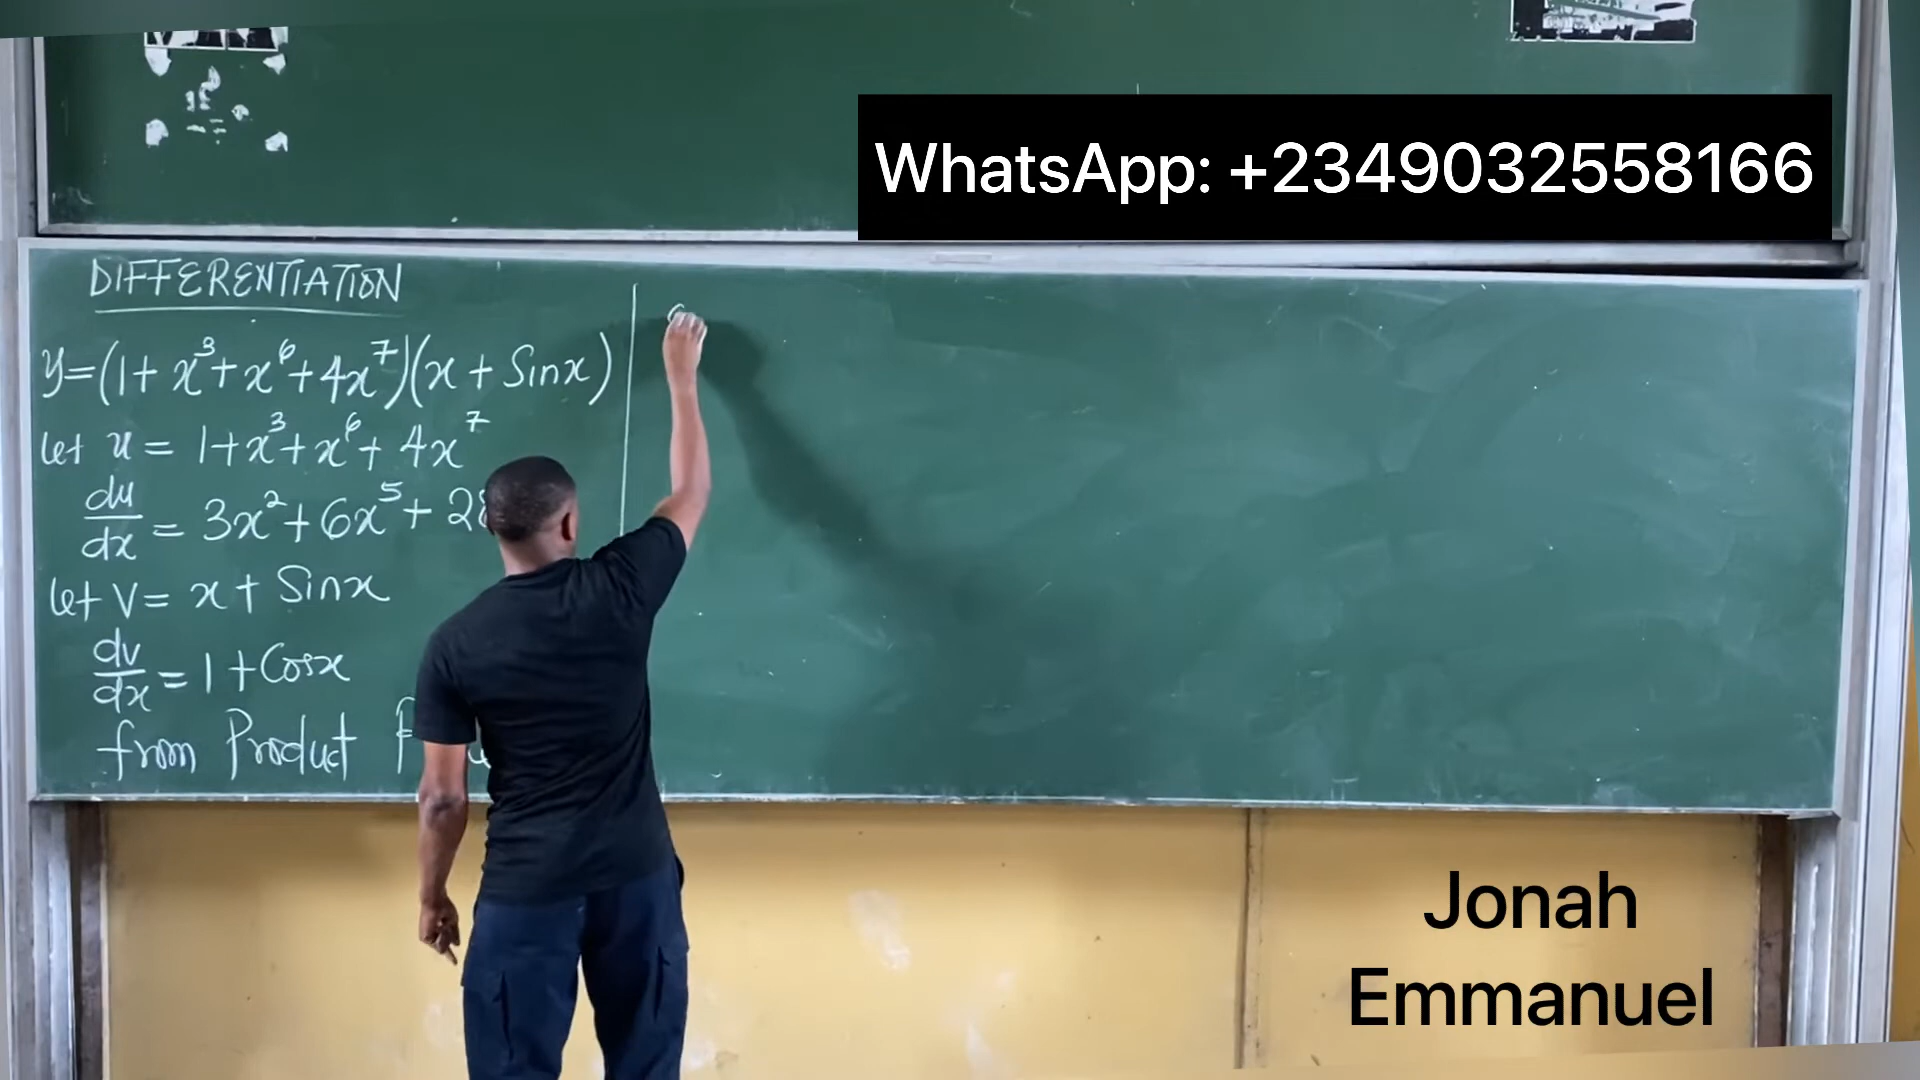 WhatsApp: +2349032558166
DIFFERENTIATION
y=(1+x³+x⁶+4x⁷)(x+Sinx)
let u = 1+x³+x⁶+4x⁷
du/dx = 3x²+6x⁵+28
let V= x+Sinx
dv/dx = 1+Cosx
from Product
Jonah
Emmanuel